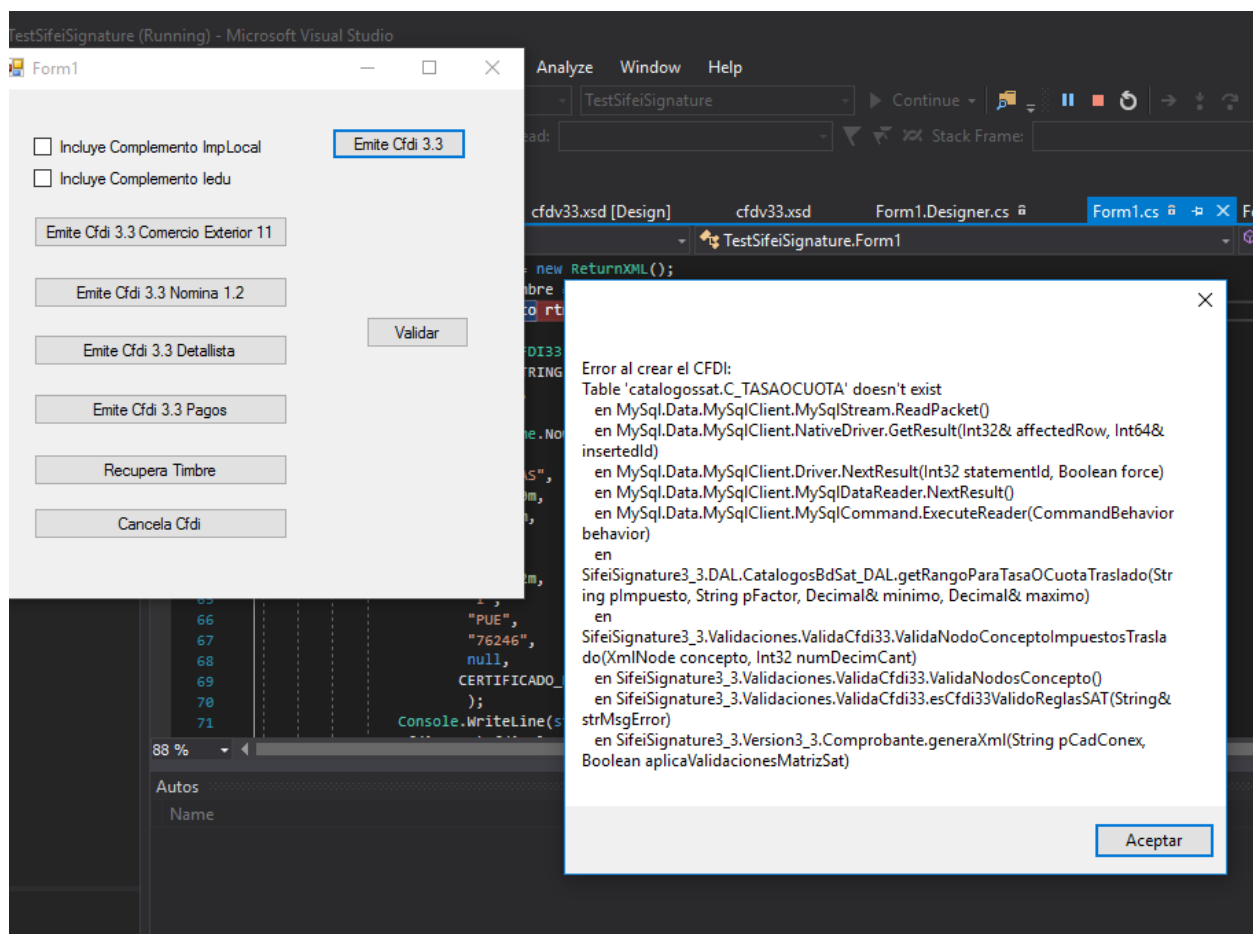 TestSifeiSignature (Running) - Microsoft Visual Studio
Form1
Analyze Window Help
TestSifeiSignature
Continue
Incluye Complemento ImpLocal
Emite Cfdi 3.3
ead:
Stack Frame:
Incluye Complemento Iedu
cfdv33.xsd [Design] cfdv33.xsd Form1.Designer.cs Form1.cs
Emite Cfdi 3.3 Comercio Exterior 11
TestSifeiSignature.Form1
= new ReturnXML();
Emite Cfdi 3.3 Nomina 1.2
Validar
Emite Cfdi 3.3 Detallista
Emite Cfdi 3.3 Pagos
Recupera Timbre
Cancela Cfdi
Error al crear el CFDI:
Table 'catalogossat.C_TASAOCUOTA' doesn't exist
en MySql.Data.MySqlClient.MySqlStream.ReadPacket()
en MySql.Data.MySqlClient.NativeDriver.GetResult(Int32& affectedRow, Int64&
insertedId)
en MySql.Data.MySqlClient.Driver.NextResult(Int32 statementId, Boolean force)
en MySql.Data.MySqlClient.MySqlDataReader.NextResult()
en MySql.Data.MySqlClient.MySqlCommand.ExecuteReader(CommandBehavior
behavior)
en
SifeiSignature3_3.DAL.CatalogosBdSat_DAL.getRangoParaTasaOCuotaTraslado(Str
ing pImpuesto, String pFactor, Decimal& minimo, Decimal& maximo)
en
SifeiSignature3_3.Validaciones.ValidaCfdi33.ValidaNodoConceptoImpuestosTrasla
do(XmlNode concepto, Int32 numDecimCant)
en SifeiSignature3_3.Validaciones.ValidaCfdi33.ValidaNodosConcepto()
en SifeiSignature3_3.Validaciones.ValidaCfdi33.esCfdi33ValidoReglasSAT(String&
strMsgError)
en SifeiSignature3_3.Version3_3.Comprobante.generaXml(String pCadConex,
Boolean aplicaValidacionesMatrizSat)
Aceptar
66 "PUE",
67 "76246",
68 null,
69 CERTIFICADO_
70 );
71 Console.WriteLine(s
88 %
Autos
Name